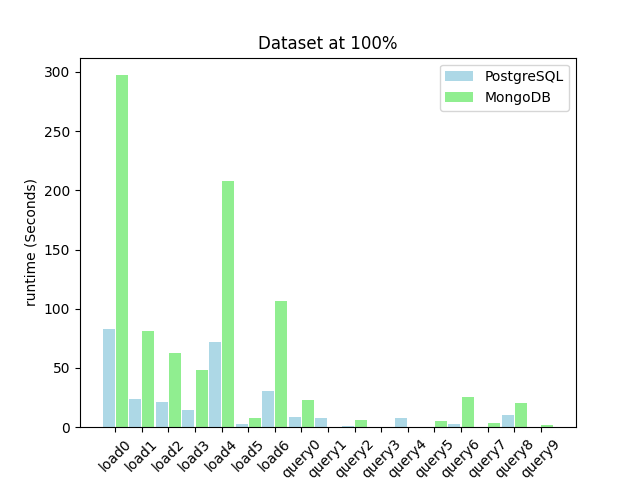 Dataset at 100%
PostgreSQL
MongoDB
runtime (Seconds)
300
250
200
150
100
50
0
load0
load1
load2
load3
load4
load5
load6
query0
query1
query2
query3
query4
query5
query6
query7
query8
query9